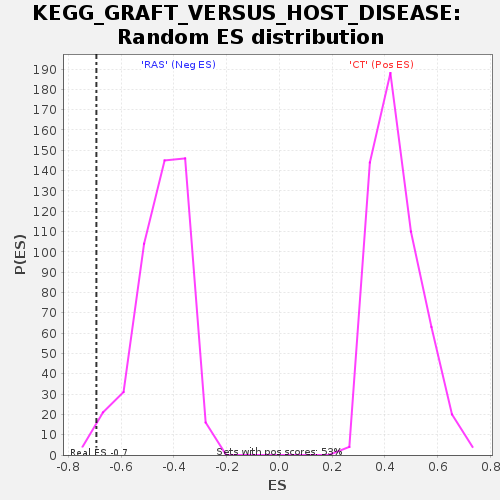 KEGG_GRAFT_VERSUS_HOST_DISEASE:
Random ES distribution
'RAS' (Neg ES) 'CT' (Pos ES)
190
180
170
160
150
140
130
120
110
100
90
80
70
60
50
40
30
20
10
0
P(ES)
Real ES -0.7
Sets with pos scores: 53%
-0.8 -0.6 -0.4 -0.2 0.0 0.2 0.4 0.6 0.8
ES